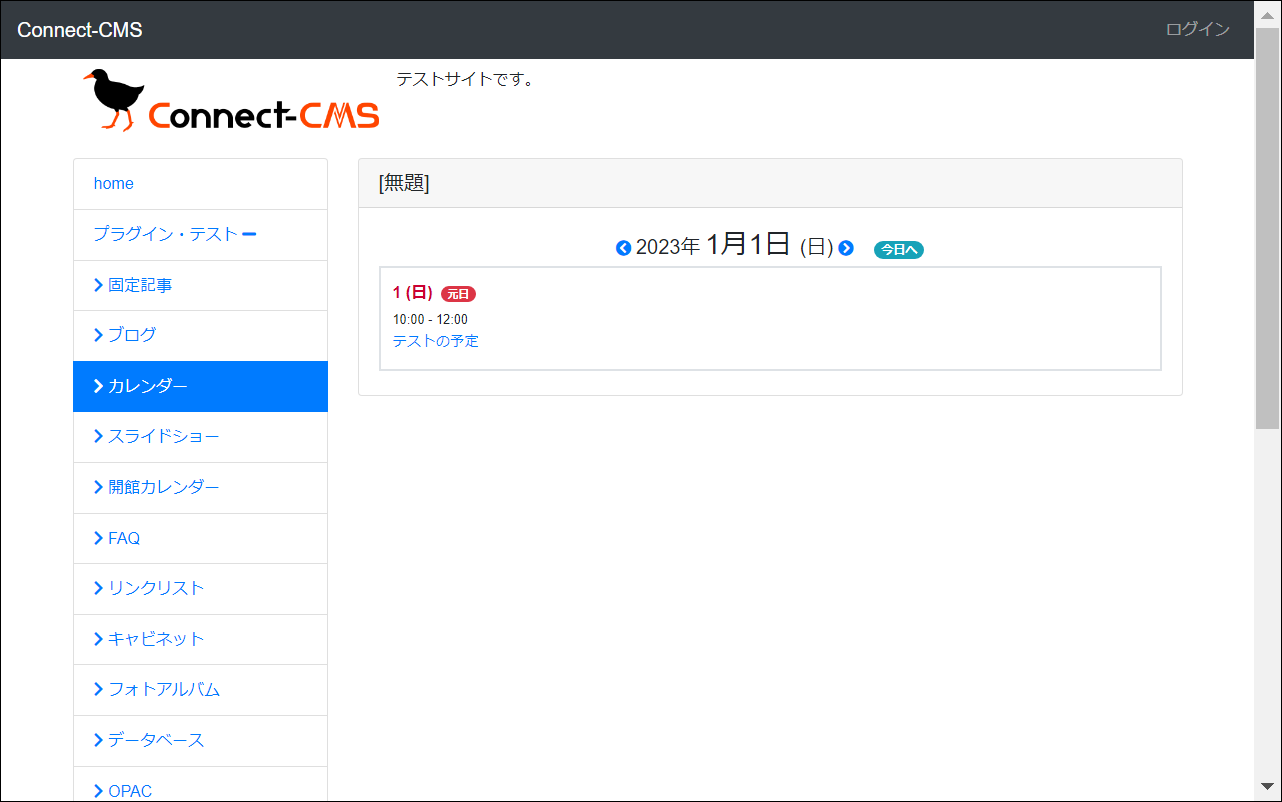 Connect-CMS
ログイン
Connect-CMS
テストサイトです。
home
プラグイン・テスト
固定記事
ブログ
カレンダー
スライドショー
開館カレンダー
FAQ
リンクリスト
キャビネット
フォトアルバム
データベース
OPAC
[無題]
2023年 1月1日 (日) 今日へ
1 (日) 元日
10:00 - 12:00
テストの予定